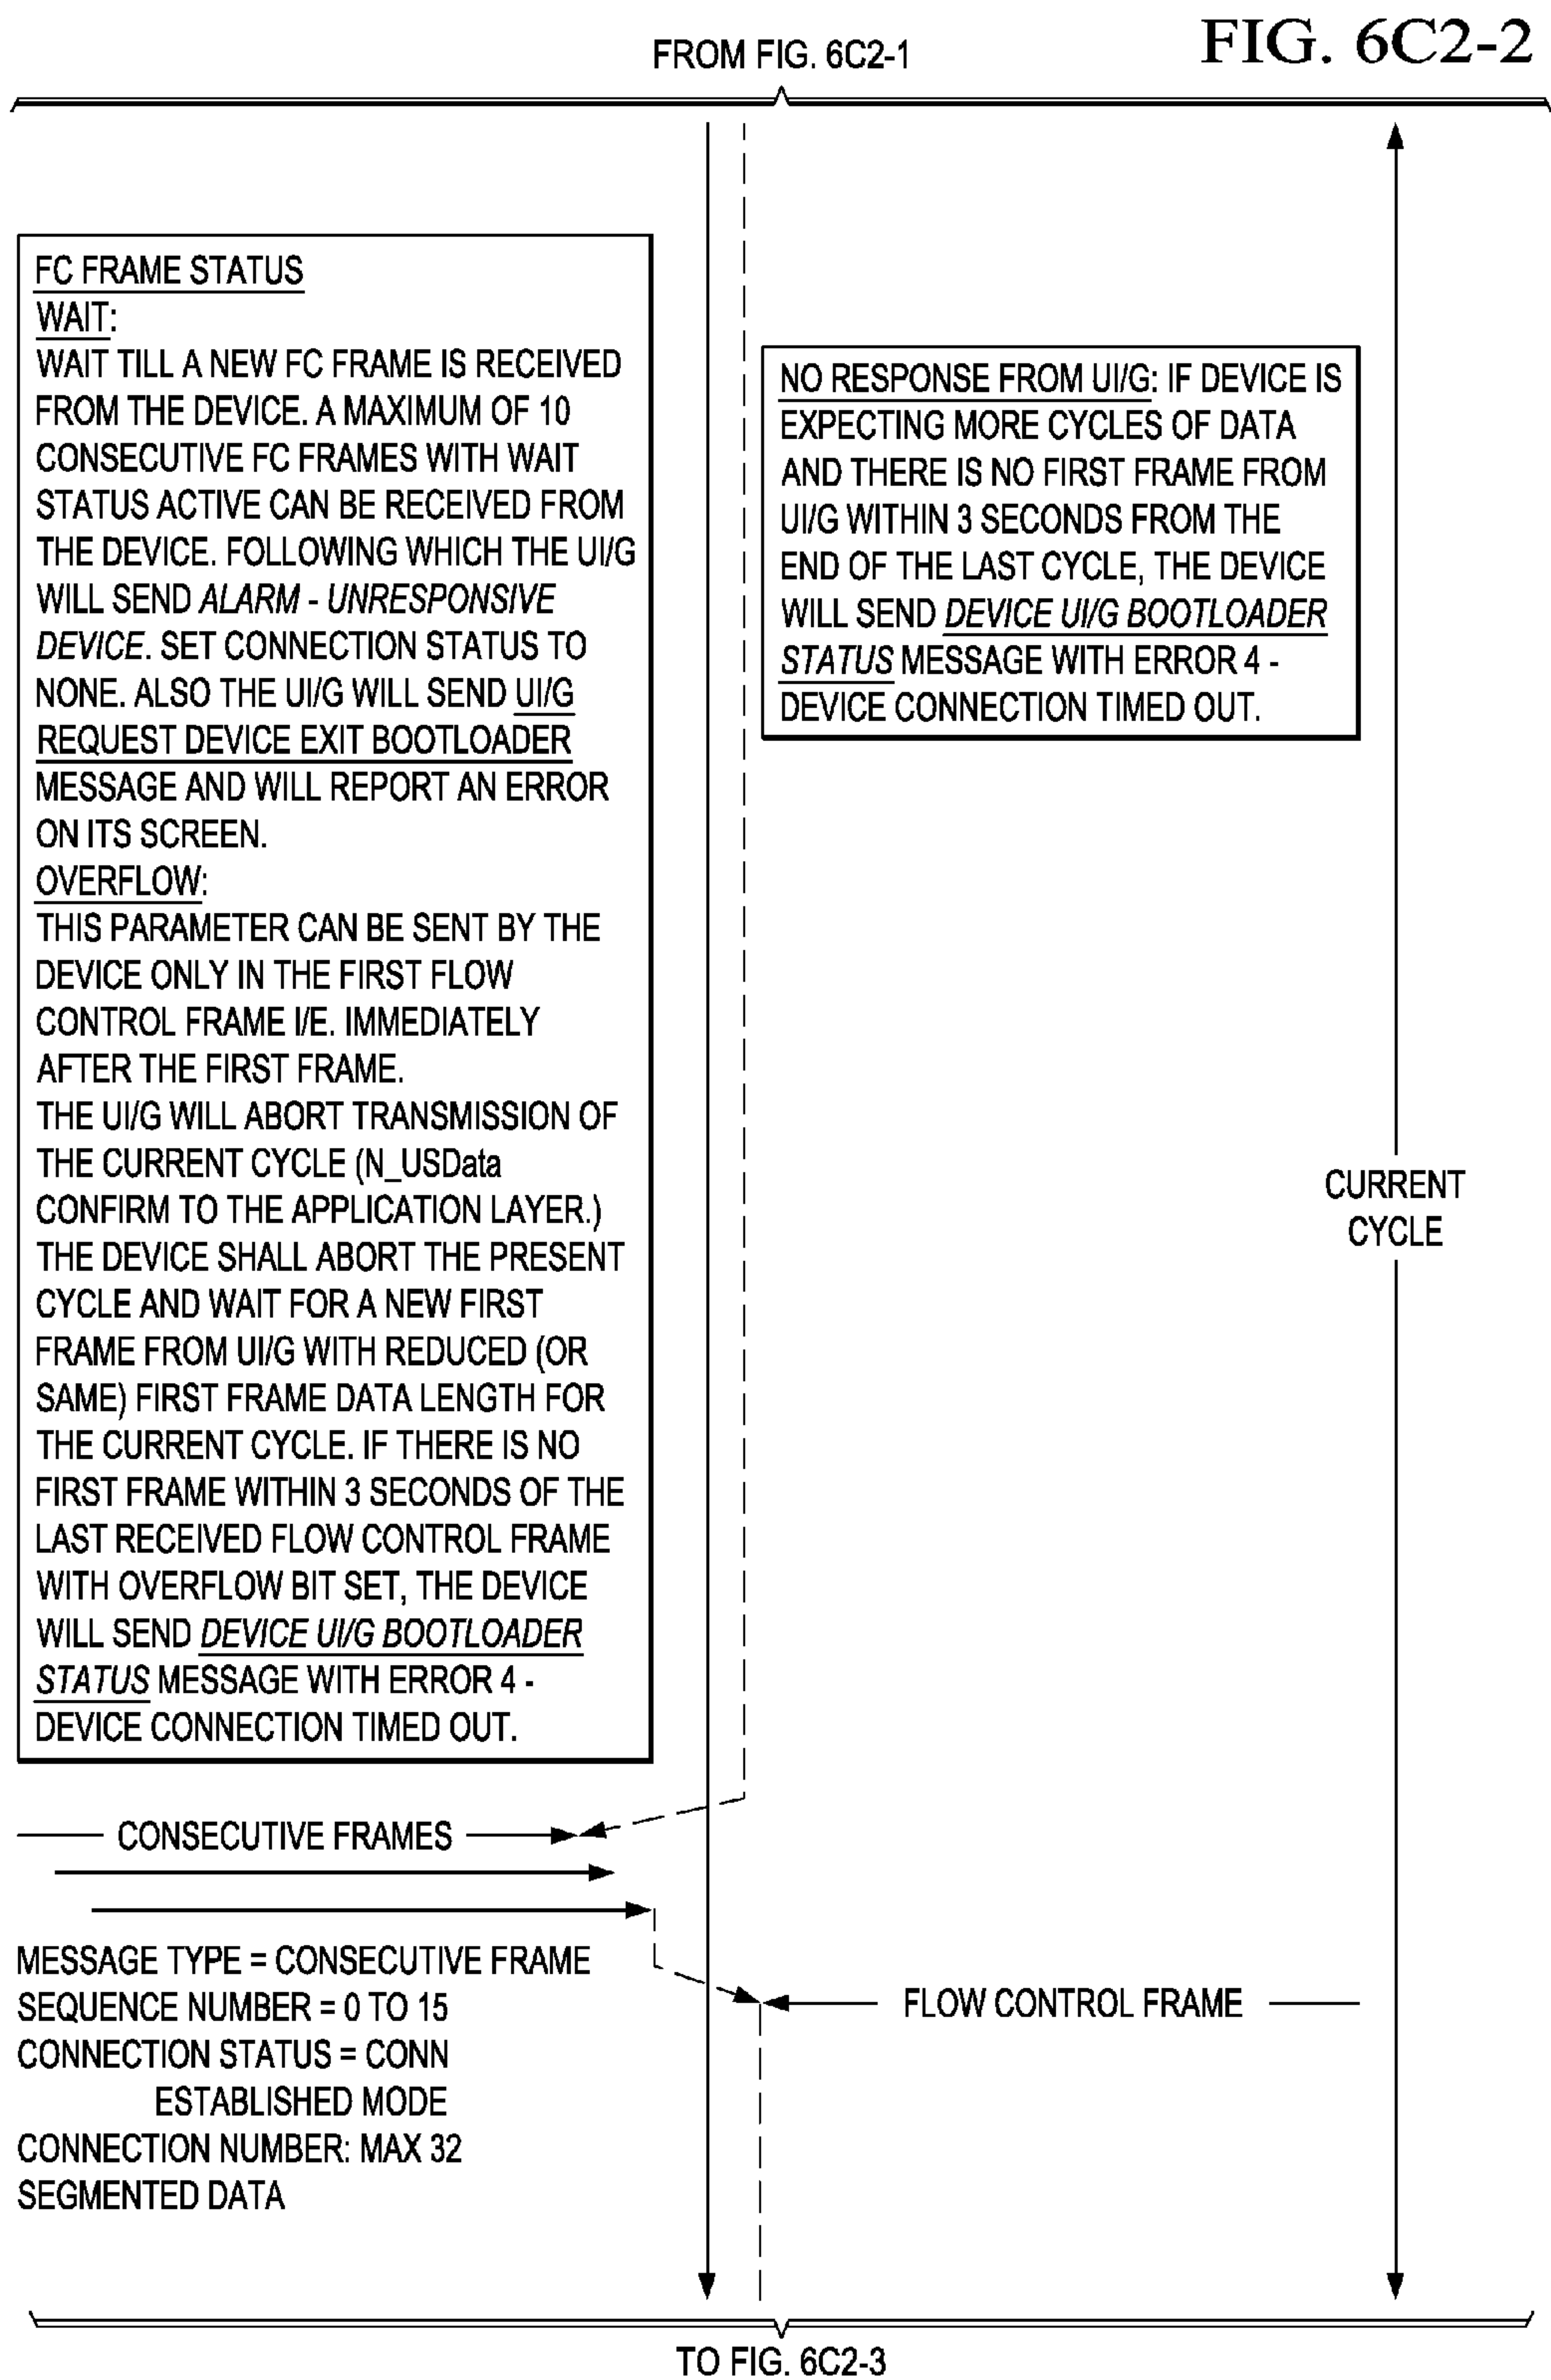 FROM FIG. 6C2-1
FIG. 6C2-2
FC FRAME STATUS
WAIT:
WAIT TILL A NEW FC FRAME IS RECEIVED
FROM THE DEVICE. A MAXIMUM OF 10
CONSECUTIVE FC FRAMES WITH WAIT
STATUS ACTIVE CAN BE RECEIVED FROM
THE DEVICE. FOLLOWING WHICH THE UI/G
WILL SEND ALARM - UNRESPONSIVE
DEVICE. SET CONNECTION STATUS TO
NONE. ALSO THE UI/G WILL SEND UI/G
REQUEST DEVICE EXIT BOOTLOADER
MESSAGE AND WILL REPORT AN ERROR
ON ITS SCREEN.
OVERFLOW:
THIS PARAMETER CAN BE SENT BY THE
DEVICE ONLY IN THE FIRST FLOW
CONTROL FRAME I/E. IMMEDIATELY
AFTER THE FIRST FRAME.
THE UI/G WILL ABORT TRANSMISSION OF
THE CURRENT CYCLE (N_USData
CONFIRM TO THE APPLICATION LAYER.)
THE DEVICE SHALL ABORT THE PRESENT
CYCLE AND WAIT FOR A NEW FIRST
FRAME FROM UI/G WITH REDUCED (OR
SAME) FIRST FRAME DATA LENGTH FOR
THE CURRENT CYCLE. IF THERE IS NO
FIRST FRAME WITHIN 3 SECONDS OF THE
LAST RECEIVED FLOW CONTROL FRAME
WITH OVERFLOW BIT SET, THE DEVICE
WILL SEND DEVICE UI/G BOOTLOADER
STATUS MESSAGE WITH ERROR 4 -
DEVICE CONNECTION TIMED OUT.
NO RESPONSE FROM UI/G: IF DEVICE IS
EXPECTING MORE CYCLES OF DATA
AND THERE IS NO FIRST FRAME FROM
UI/G WITHIN 3 SECONDS FROM THE
END OF THE LAST CYCLE, THE DEVICE
WILL SEND DEVICE UI/G BOOTLOADER
STATUS MESSAGE WITH ERROR 4 -
DEVICE CONNECTION TIMED OUT.
CURRENT
CYCLE
CONSECUTIVE FRAMES
MESSAGE TYPE = CONSECUTIVE FRAME
SEQUENCE NUMBER = 0 TO 15
CONNECTION STATUS = CONN
ESTABLISHED MODE
CONNECTION NUMBER: MAX 32
SEGMENTED DATA
FLOW CONTROL FRAME
TO FIG. 6C2-3